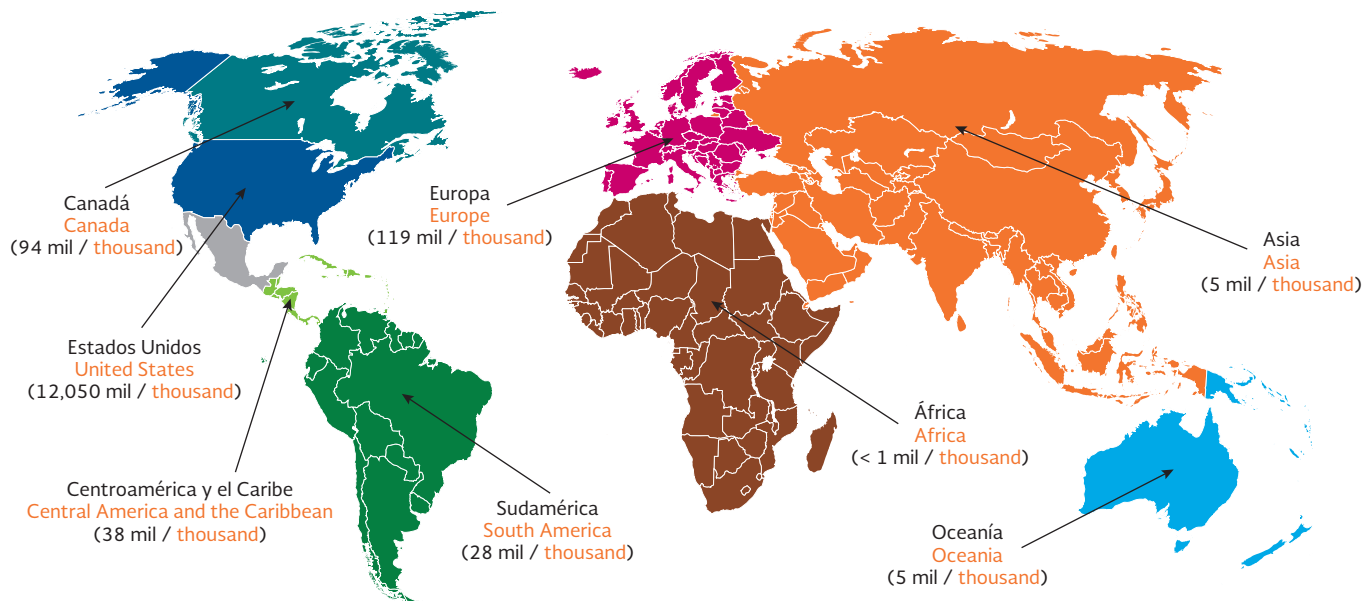 Canadá
Canada
(94 mil / thousand)
Europa
Europe
(119 mil / thousand)
Asia
Asia
(5 mil / thousand)
Estados Unidos
United States
(12,050 mil / thousand)
África
Africa
(< 1 mil / thousand)
Centroamérica y el Caribe
Central America and the Caribbean
(38 mil / thousand)
Sudamérica
South America
(28 mil / thousand)
Oceanía
Oceania
(5 mil / thousand)